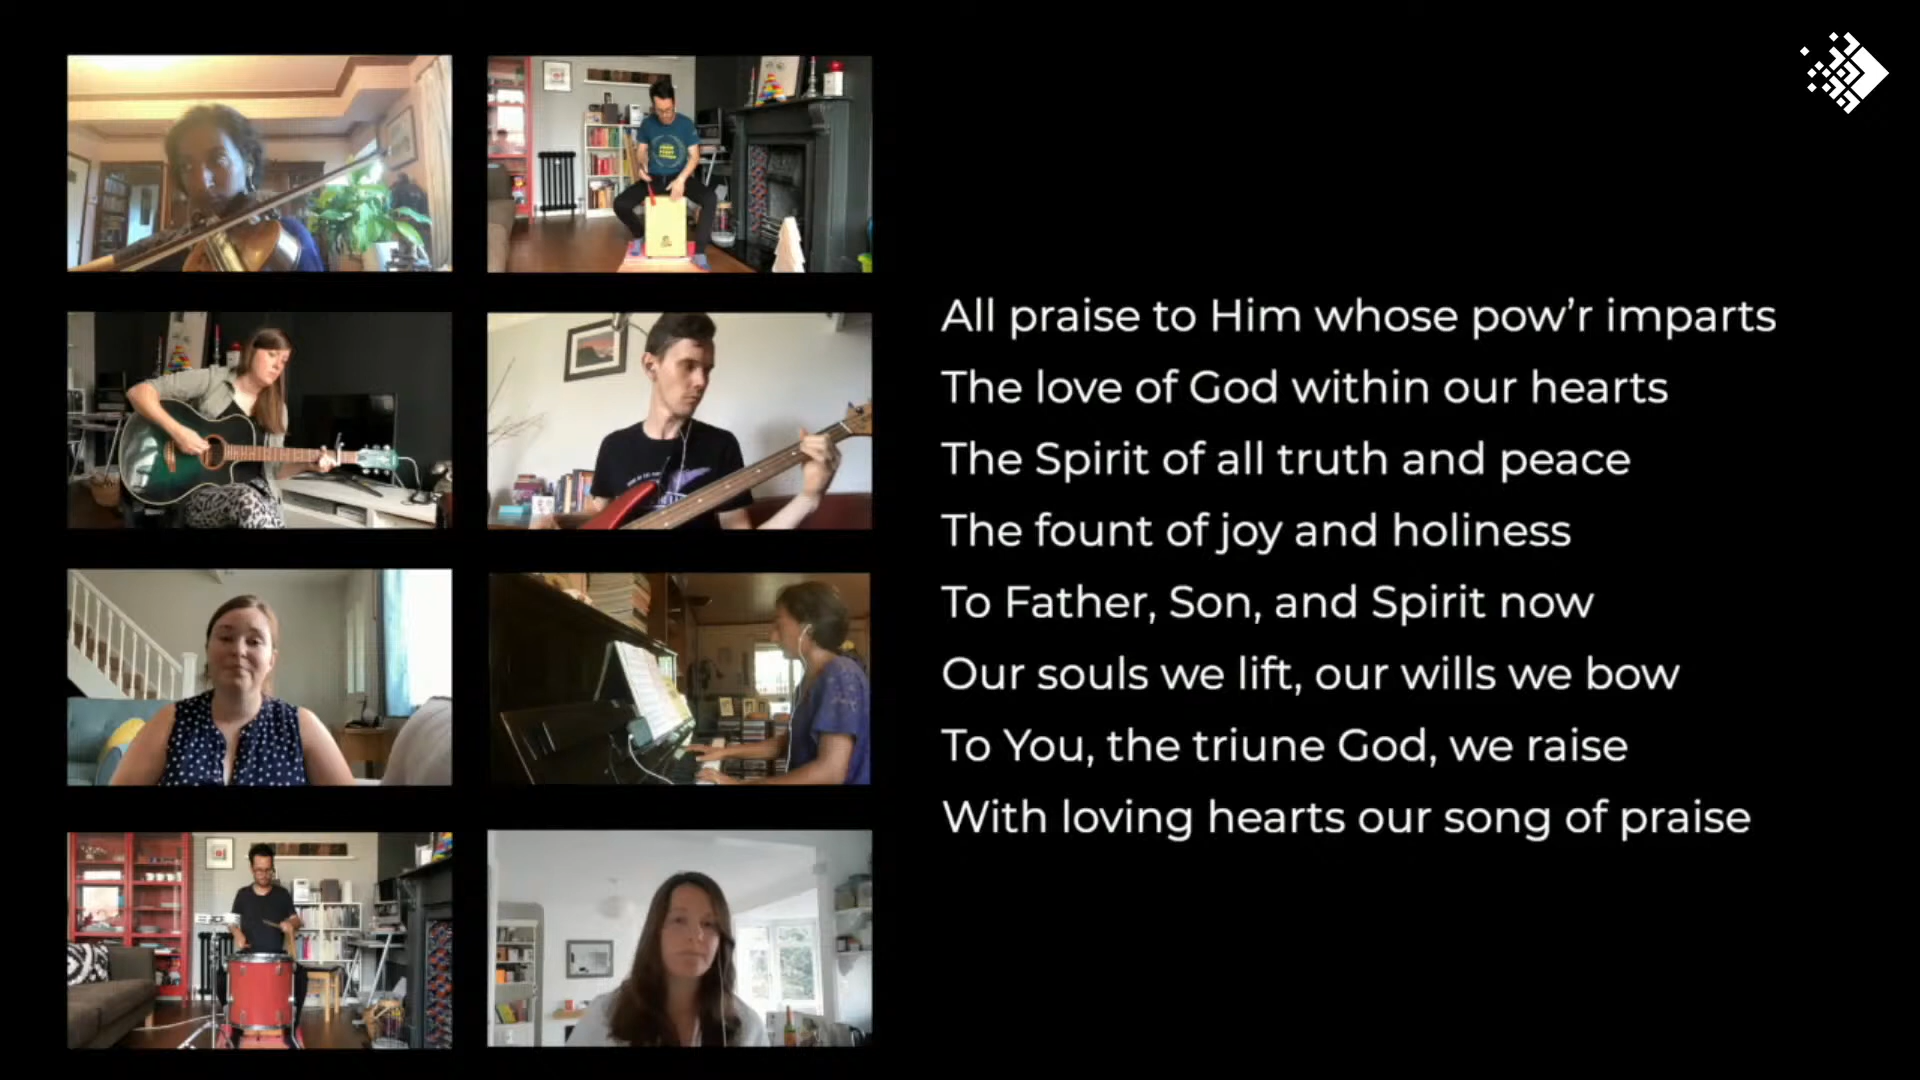 All praise to Him whose pow’r imparts
The love of God within our hearts
The Spirit of all truth and peace
The fount of joy and holiness
To Father, Son, and Spirit now
Our souls we lift, our wills we bow
To You, the triune God, we raise
With loving hearts our song of praise